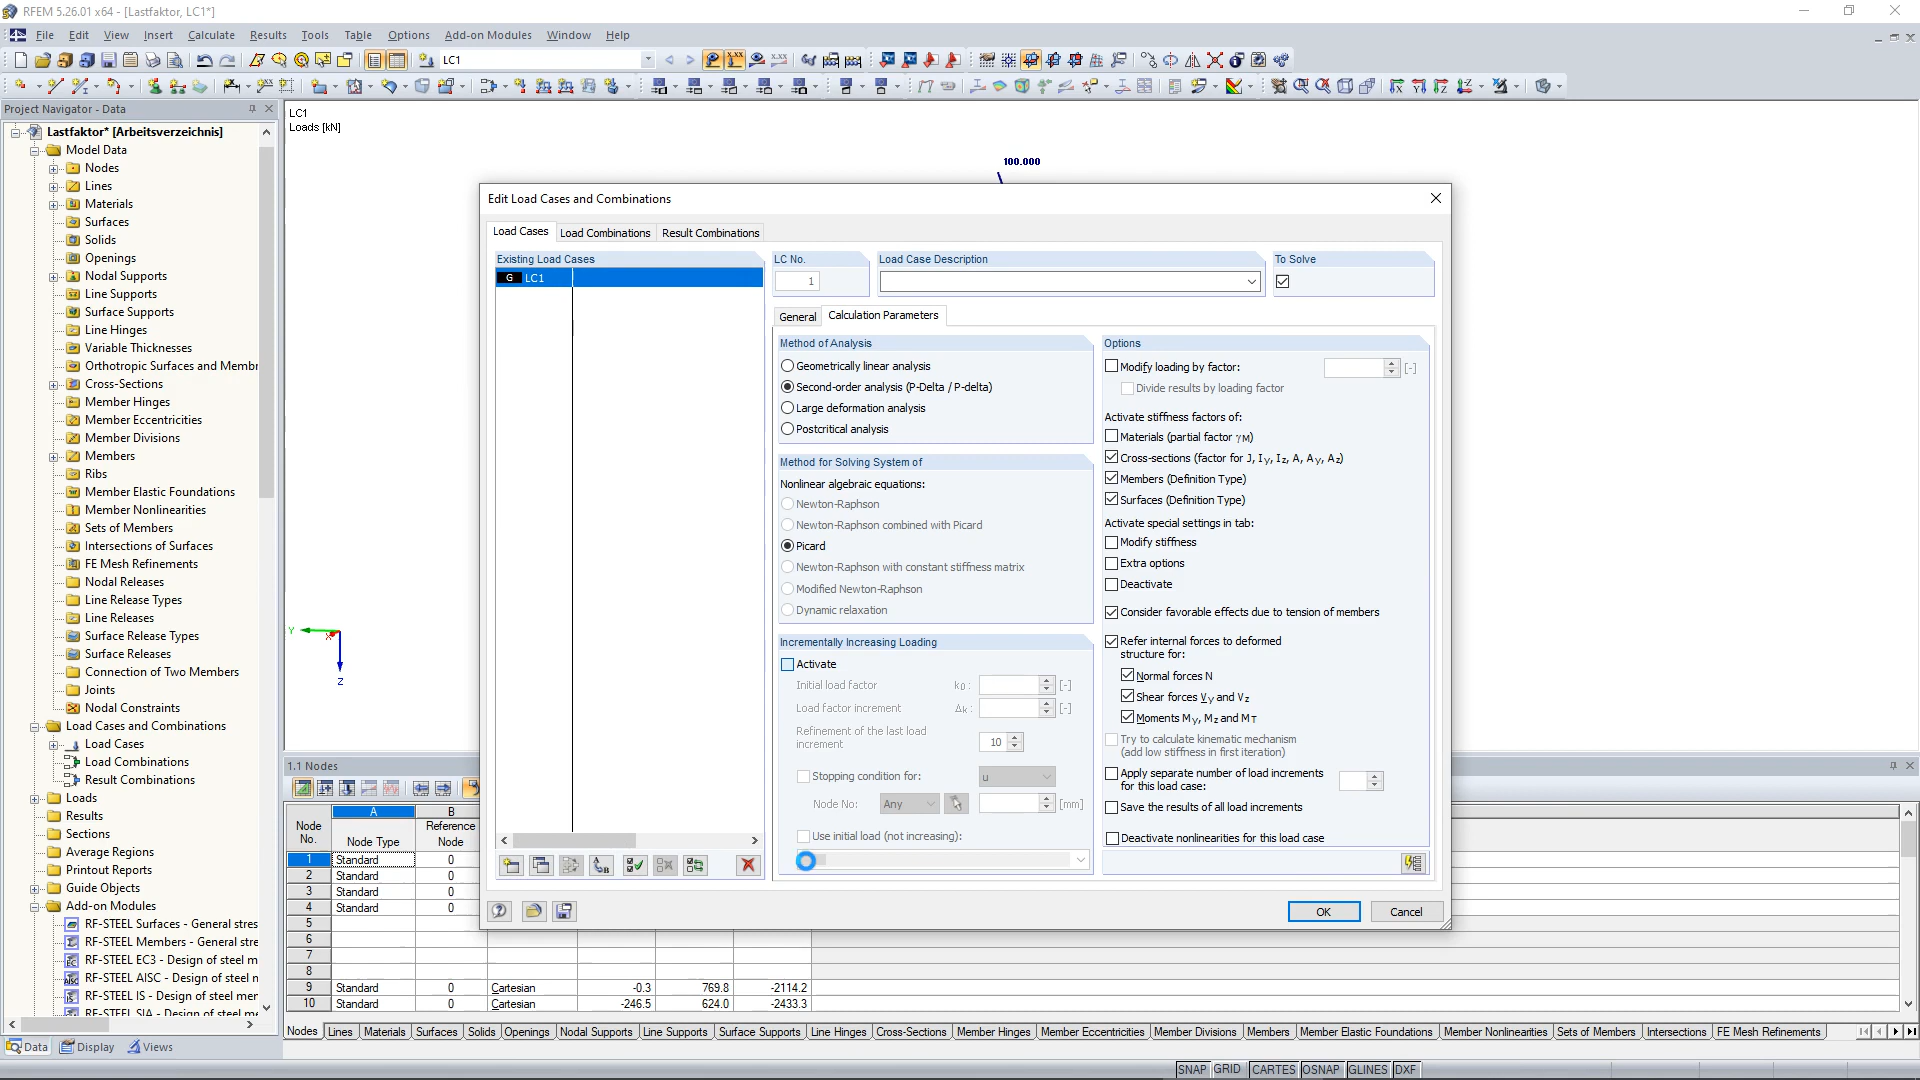 RFEM 5.26.01 x64 - [Lastfaktor, LC1*]
File Edit View Insert Calculate Results Tools Table Options Add-on Modules Window Help
LC1
Project Navigator - Data
Lastfaktor* [Arbeitsverzeichnis]
Model Data
Nodes
Lines
Materials
Surfaces
Solids
Openings
Nodal Supports
Line Supports
Surface Supports
Line Hinges
Variable Thicknesses
Orthotropic Surfaces and Membr
Cross-Sections
Member Hinges
Member Eccentricities
Member Divisions
Members
Ribs
Member Elastic Foundations
Member Nonlinearities
Sets of Members
Intersections of Surfaces
FE Mesh Refinements
Nodal Releases
Line Release Types
Line Releases
Surface Release Types
Surface Releases
Connection of Two Members
Joints
Nodal Constraints
Load Cases and Combinations
Load Cases
Load Combinations
Result Combinations
Loads
Results
Sections
Average Regions
Printout Reports
Guide Objects
Add-on Modules
RF-STEEL Surfaces - General stres
RF-STEEL Members - General stre
RF-STEEL EC3 - Design of steel m
RF-STEEL AISC - Design of steel n
RF-STEEL IS - Design of steel mer
RF-STEEL SIA - Design of steel m
Data Display Views
LC1
Loads [kN]
100.000
Y X
Z
Edit Load Cases and Combinations
Load Cases Load Combinations Result Combinations
Existing Load Cases
G LC1
LC No.
1
Load Case Description
To Solve
General Calculation Parameters
Method of Analysis
Geometrically linear analysis
Second-order analysis (P-Delta / P-delta)
Large deformation analysis
Postcritical analysis
Method for Solving System of
Nonlinear algebraic equations:
Newton-Raphson
Newton-Raphson combined with Picard
Picard
Newton-Raphson with constant stiffness matrix
Modified Newton-Raphson
Dynamic relaxation
Incrementally Increasing Loading
Activate
Initial load factor k0 : [-]
Load factor increment Δk : [-]
Refinement of the last load
increment 10
Stopping condition for: u
Node No: Any [mm]
Use initial load (not increasing):
Options
Modify loading by factor: [-]
Divide results by loading factor
Activate stiffness factors of:
Materials (partial factor γM)
Cross-sections (factor for J, Iy, Iz, A, Ay, Az)
Members (Definition Type)
Surfaces (Definition Type)
Activate special settings in tab:
Modify stiffness
Extra options
Deactivate
Consider favorable effects due to tension of members
Refer internal forces to deformed
structure for:
Normal forces N
Shear forces Vy and Vz
Moments My, Mz and MT
Try to calculate kinematic mechanism
(add low stiffness in first iteration)
Apply separate number of load increments
for this load case:
Save the results of all load increments
Deactivate nonlinearities for this load case
OK Cancel
1.1 Nodes
A B
Node
No. Node Type Reference
Node
1 Standard 0
2 Standard 0
3 Standard 0
4 Standard 0
5
6
7
8
9 Standard 0 Cartesian -0.3 769.8 -2114.2
10 Standard 0 Cartesian -246.5 624.0 -2433.3
Nodes Lines Materials Surfaces Solids Openings Nodal Supports Line Supports Surface Supports Line Hinges Cross-Sections Member Hinges Member Eccentricities Member Divisions Members Member Elastic Foundations Member Nonlinearities Sets of Members Intersections FE Mesh Refinements
SNAP GRID CARTES OSNAP GLINES DXF